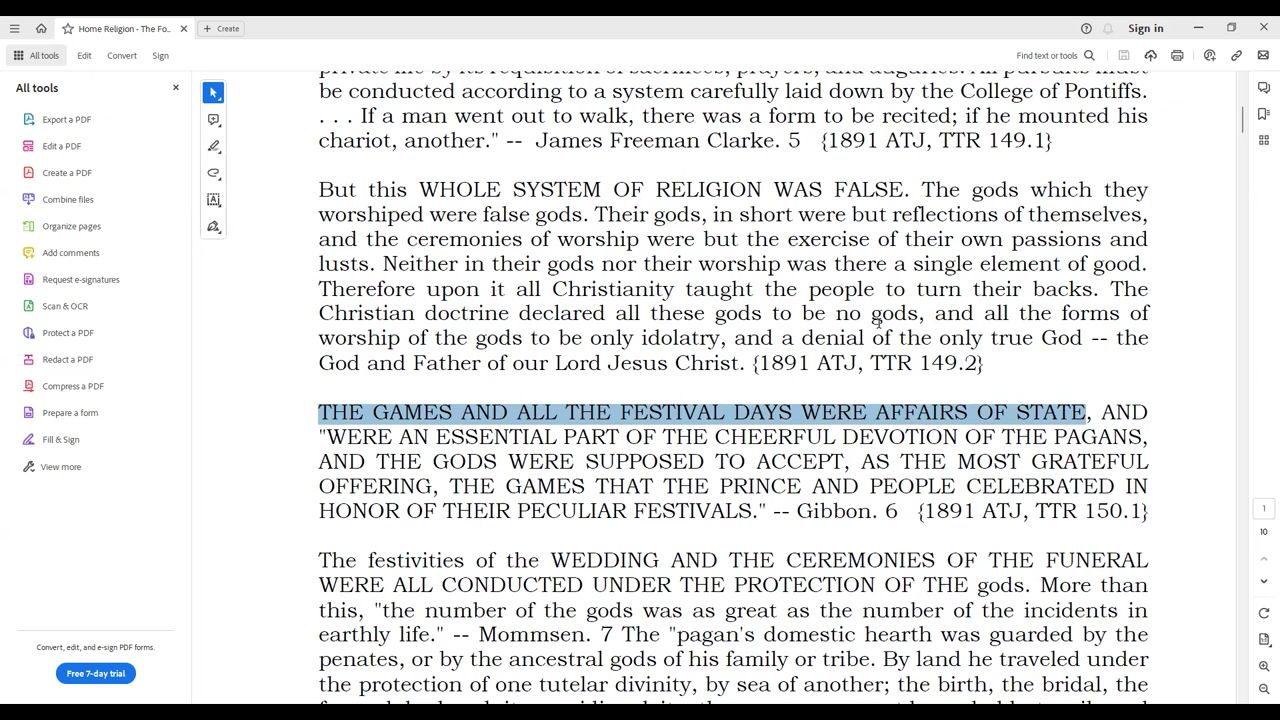 Home Religion - The Fo...
Create
Sign in
All tools
Edit
Convert
Sign
Find text or tools
All tools
Export a PDF
Edit a PDF
Create a PDF
Combine files
Organize pages
Add comments
Request e-signatures
Scan & OCR
Protect a PDF
Redact a PDF
Compress a PDF
Prepare a form
Fill & Sign
View more
Convert, edit, and e-sign PDF forms.
Free 7-day trial
private life by its requisition of sacrifices, prayers, and auguries. All pursuits must
be conducted according to a system carefully laid down by the College of Pontiffs.
. . . If a man went out to walk, there was a form to be recited; if he mounted his
chariot, another." -- James Freeman Clarke. 5 {1891 ATJ, TTR 149.1}
But this WHOLE SYSTEM OF RELIGION WAS FALSE. The gods which they
worshiped were false gods. Their gods, in short were but reflections of themselves,
and the ceremonies of worship were but the exercise of their own passions and
lusts. Neither in their gods nor their worship was there a single element of good.
Therefore upon it all Christianity taught the people to turn their backs. The
Christian doctrine declared all these gods to be no gods, and all the forms of
worship of the gods to be only idolatry, and a denial of the only true God -- the
God and Father of our Lord Jesus Christ. {1891 ATJ, TTR 149.2}
THE GAMES AND ALL THE FESTIVAL DAYS WERE AFFAIRS OF STATE, AND
"WERE AN ESSENTIAL PART OF THE CHEERFUL DEVOTION OF THE PAGANS,
AND THE GODS WERE SUPPOSED TO ACCEPT, AS THE MOST GRATEFUL
OFFERING, THE GAMES THAT THE PRINCE AND PEOPLE CELEBRATED IN
HONOR OF THEIR PECULIAR FESTIVALS." -- Gibbon. 6 {1891 ATJ, TTR 150.1}
The festivities of the WEDDING AND THE CEREMONIES OF THE FUNERAL
WERE ALL CONDUCTED UNDER THE PROTECTION OF THE gods. More than
this, "the number of the gods was as great as the number of the incidents in
earthly life." -- Mommsen. 7 The "pagan's domestic hearth was guarded by the
penates, or by the ancestral gods of his family or tribe. By land he traveled under
the protection of one tutelar divinity, by sea of another; the birth, the bridal, the
1
10